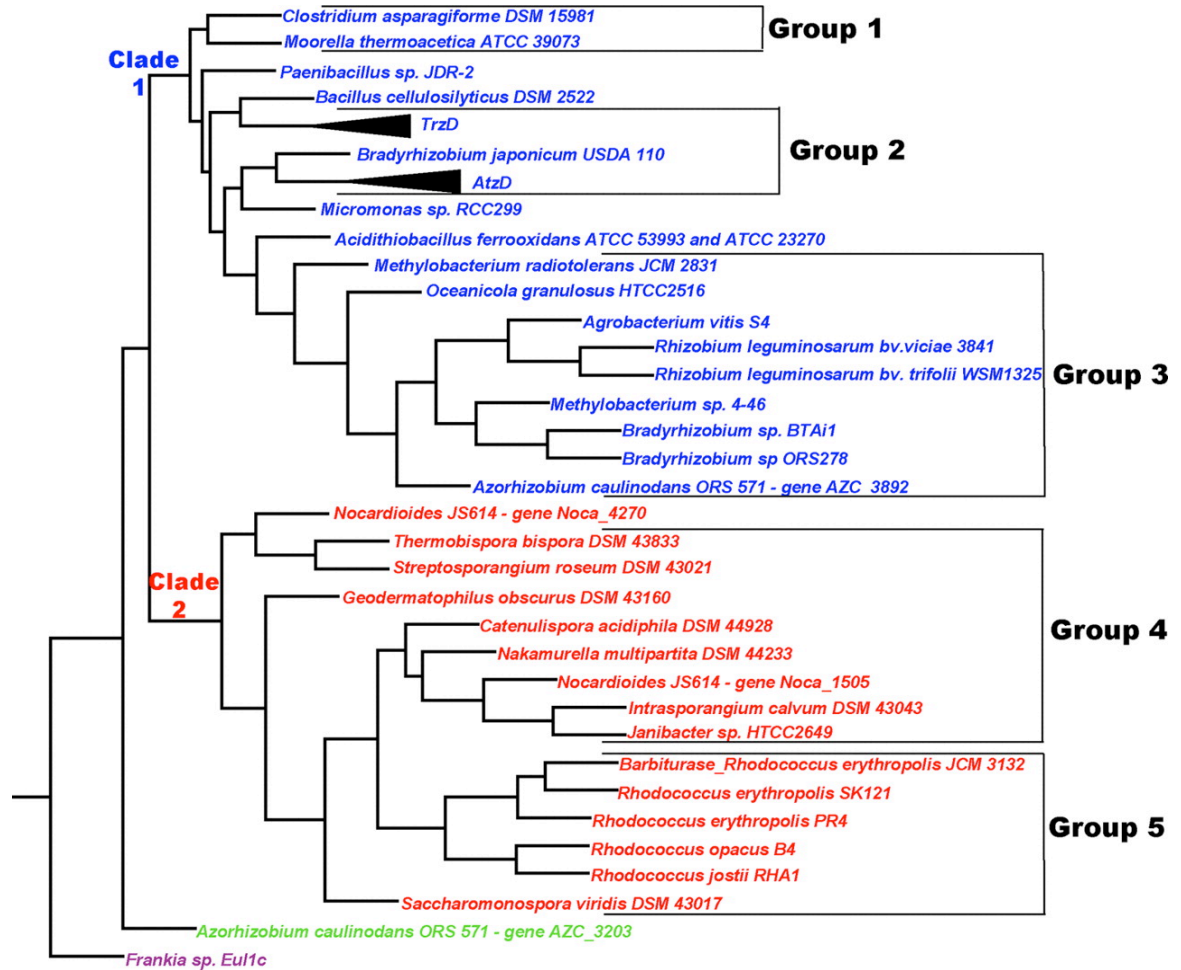 Clostridium asparagiforme DSM 15981
Group 1
Moorella thermoacetica ATCC 39073
Clade
1
Paenibacillus sp. JDR-2
Bacillus cellulosilyticus DSM 2522
TrzD
Group 2
Bradyrhizobium japonicum USDA 110
AtzD
Micromonas sp. RCC299
Acidithiobacillus ferrooxidans ATCC 53993 and ATCC 23270
Methylobacterium radiotolerans JCM 2831
Oceanicola granulosus HTCC2516
Agrobacterium vitis S4
Rhizobium leguminosarum bv.viciae 3841
Rhizobium leguminosarum bv. trifolii WSM1325
Group 3
Methylobacterium sp. 4-46
Bradyrhizobium sp. BTAi1
Bradyrhizobium sp ORS278
Azorhizobium caulinodans ORS 571 - gene AZC_3892
Nocardioides JS614 - gene Noca_4270
Thermobispora bispora DSM 43833
Streptosporangium roseum DSM 43021
Clade
2
Geodermatophilus obscurus DSM 43160
Catenulispora acidiphila DSM 44928
Group 4
Nakamurella multipartita DSM 44233
Nocardioides JS614 - gene Noca_1505
Intrasporangium calvum DSM 43043
Janibacter sp. HTCC2649
Barbiturase_Rhodococcus erythropolis JCM 3132
Rhodococcus erythropolis SK121
Rhodococcus erythropolis PR4
Group 5
Rhodococcus opacus B4
Rhodococcus jostii RHA1
Saccharomonospora viridis DSM 43017
Azorhizobium caulinodans ORS 571 - gene AZC_3203
Frankia sp. EuI1c